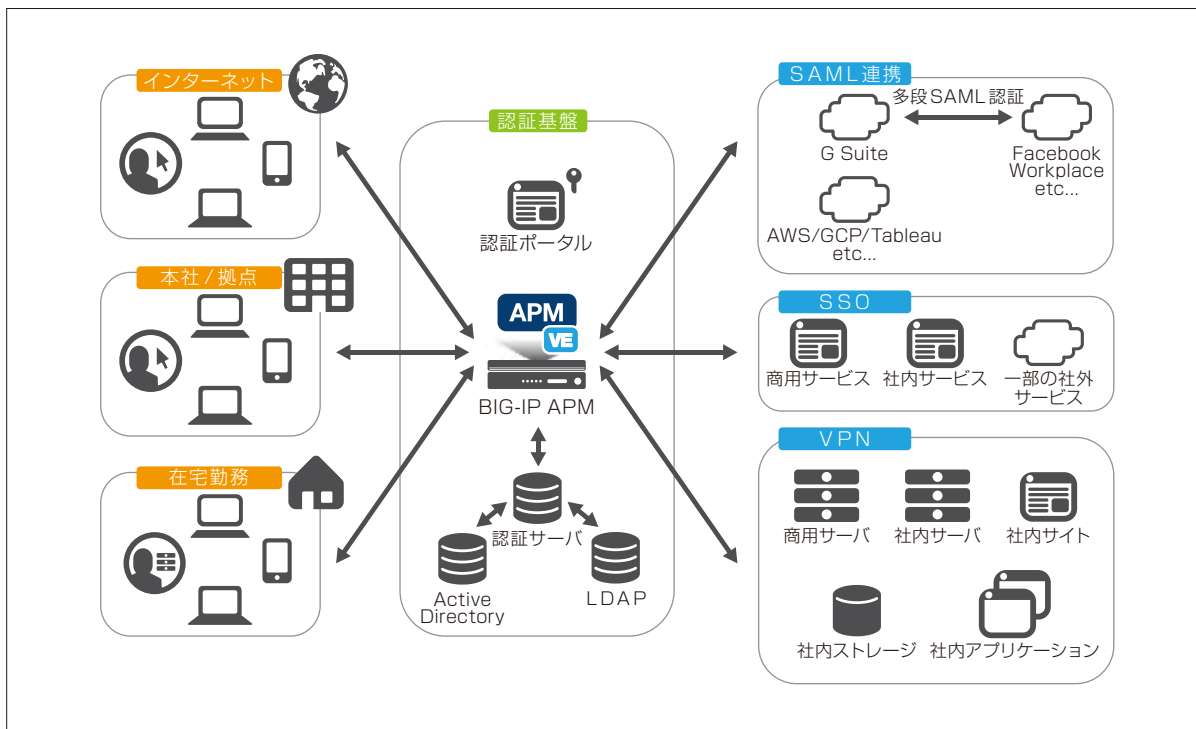 インターネット
本社/拠点
在宅勤務
認証基盤
認証ポータル
APM
VE
BIG-IP APM
認証サーバ
Active
Directory
LDAP
SAML連携
多段SAML認証
G Suite
Facebook
Workplace
etc...
AWS/GCP/Tableau
etc...
SSO
商用サービス
社内サービス
一部の社外
サービス
VPN
商用サーバ
社内サーバ
社内サイト
社内ストレージ
社内アプリケーション